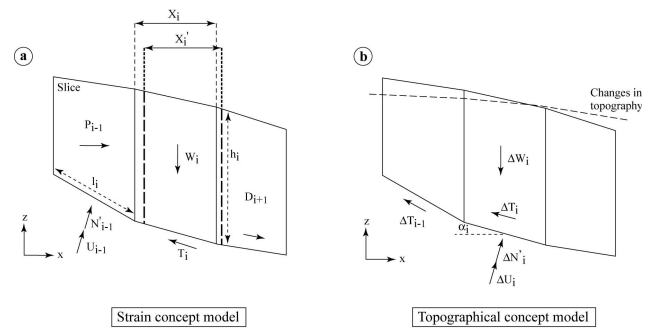 a
Xᵢ
Xᵢ'
Slice
Pᵢ₋₁
Wᵢ
hᵢ
lᵢ
Dᵢ₊₁
N'ᵢ₋₁
Uᵢ₋₁
Tᵢ
z
x
Strain concept model
b
Changes in
topography
ΔWᵢ
ΔTᵢ
ΔTᵢ₋₁
αᵢ
ΔN'ᵢ
ΔUᵢ
z
x
Topographical concept model